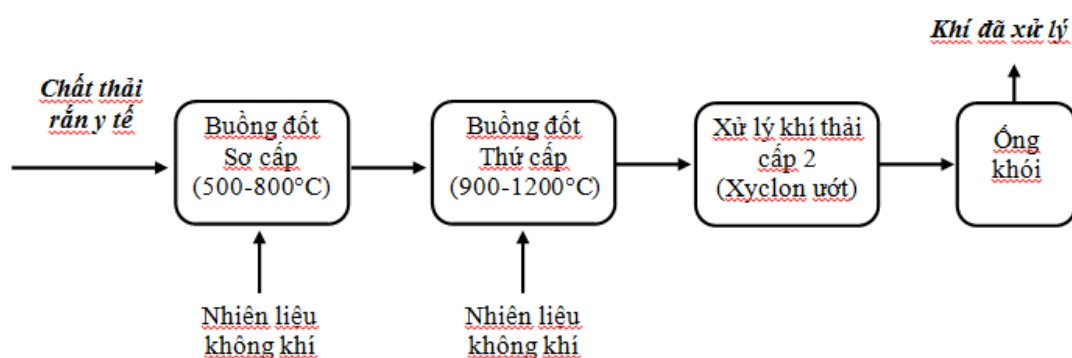 Khí đã xử lý
Chất thải
rắn y tế
Buồng đốt
Sơ cấp
(500-800°C)
Buồng đốt
Thứ cấp
(900-1200°C)
Xử lý khí thải
cấp 2
(Xyclon ướt)
Ống
khói
Nhiên liệu
không khí
Nhiên liệu
không khí